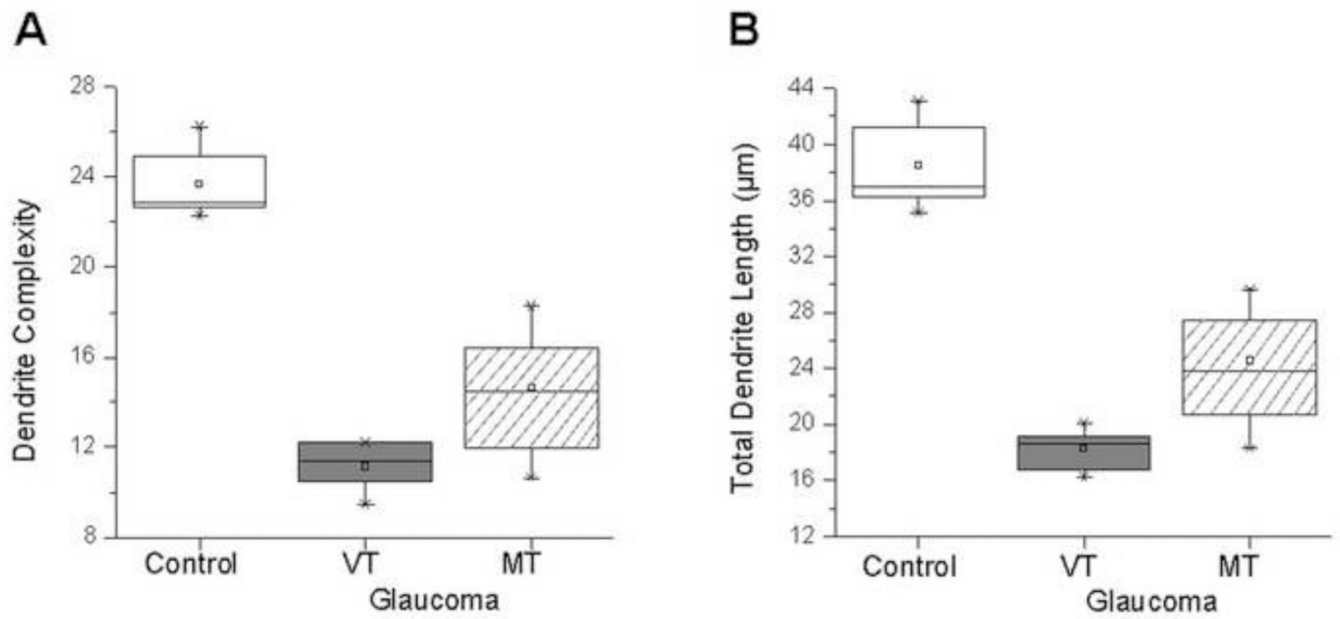 A
28
24
20
16
12
8
Dendrite Complexity
Control
VT
MT
Glaucoma
B
44
40
36
32
28
24
20
16
12
Total Dendrite Length (μm)
Control
VT
MT
Glaucoma